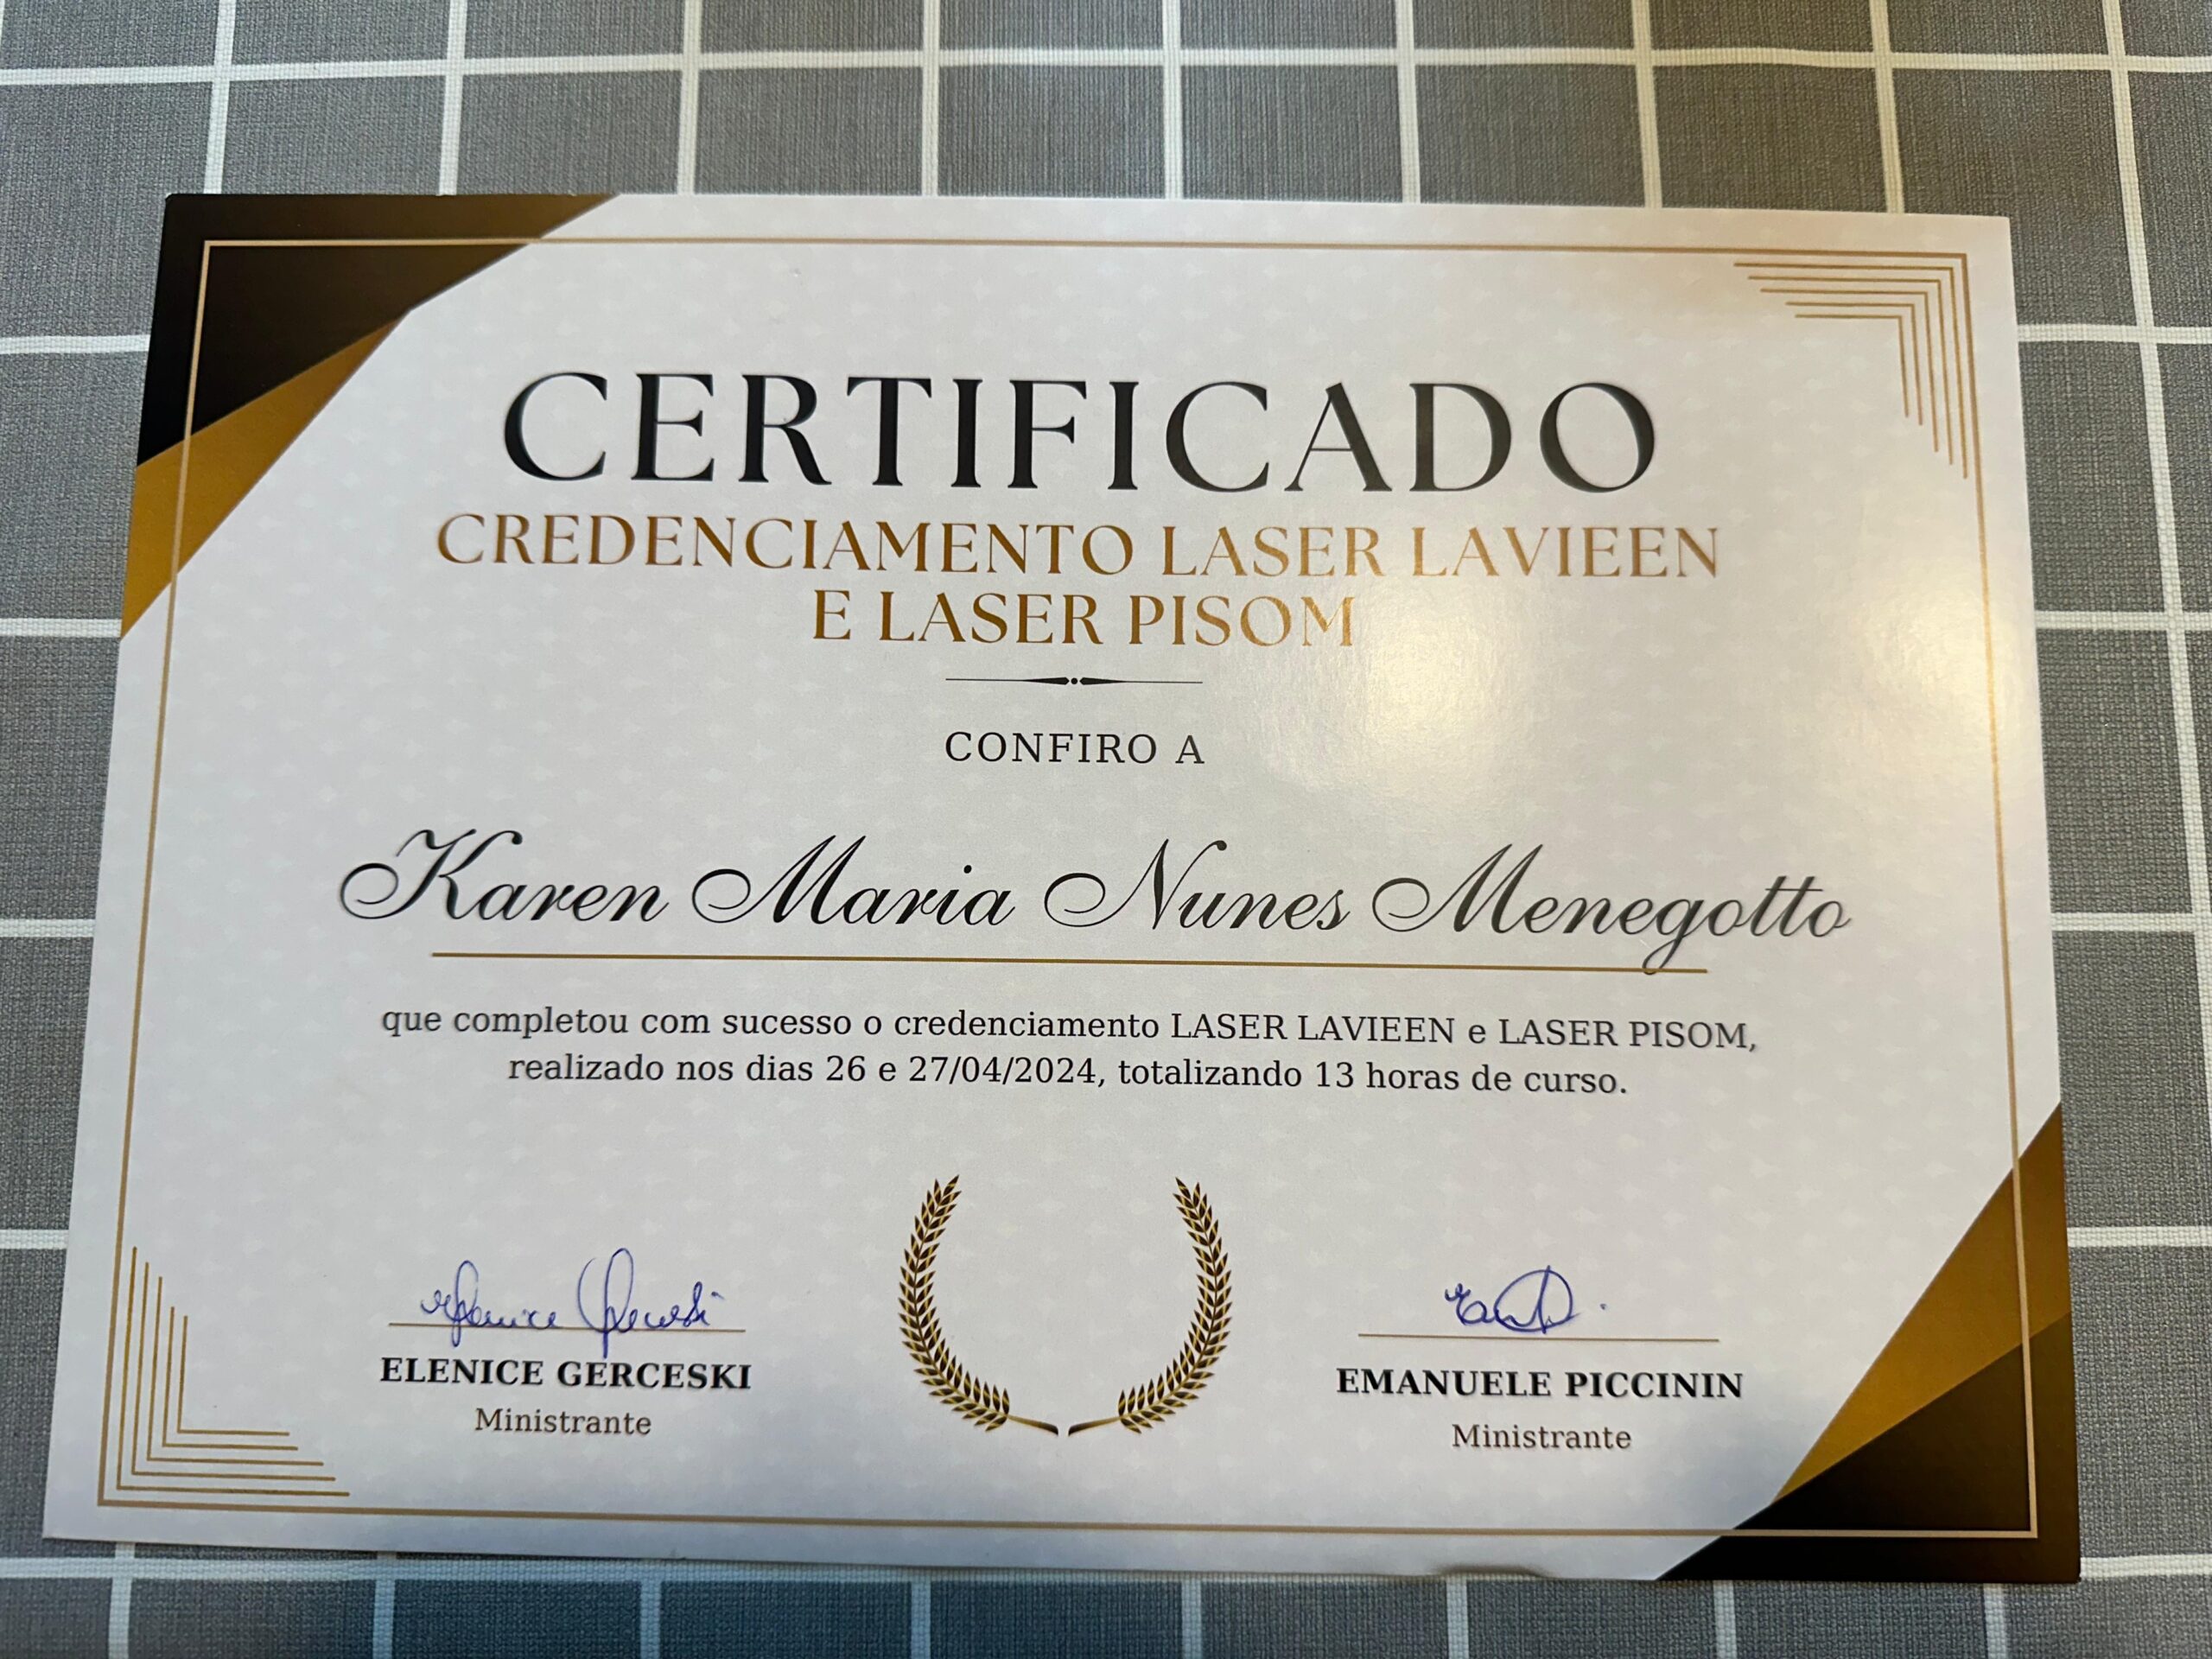 CERTIFICADO
CREDENCIAMENTO LASER LAVIEEN
E LASER PISOM
CONFIRO A
Karen Maria Nunes Menegotto
que completou com sucesso o credenciamento LASER LAVIEEN e LASER PISOM,
realizado nos dias 26 e 27/04/2024, totalizando 13 horas de curso.
ELENICE GERCESKI
Ministrante
EMANUELE PICCININ
Ministrante